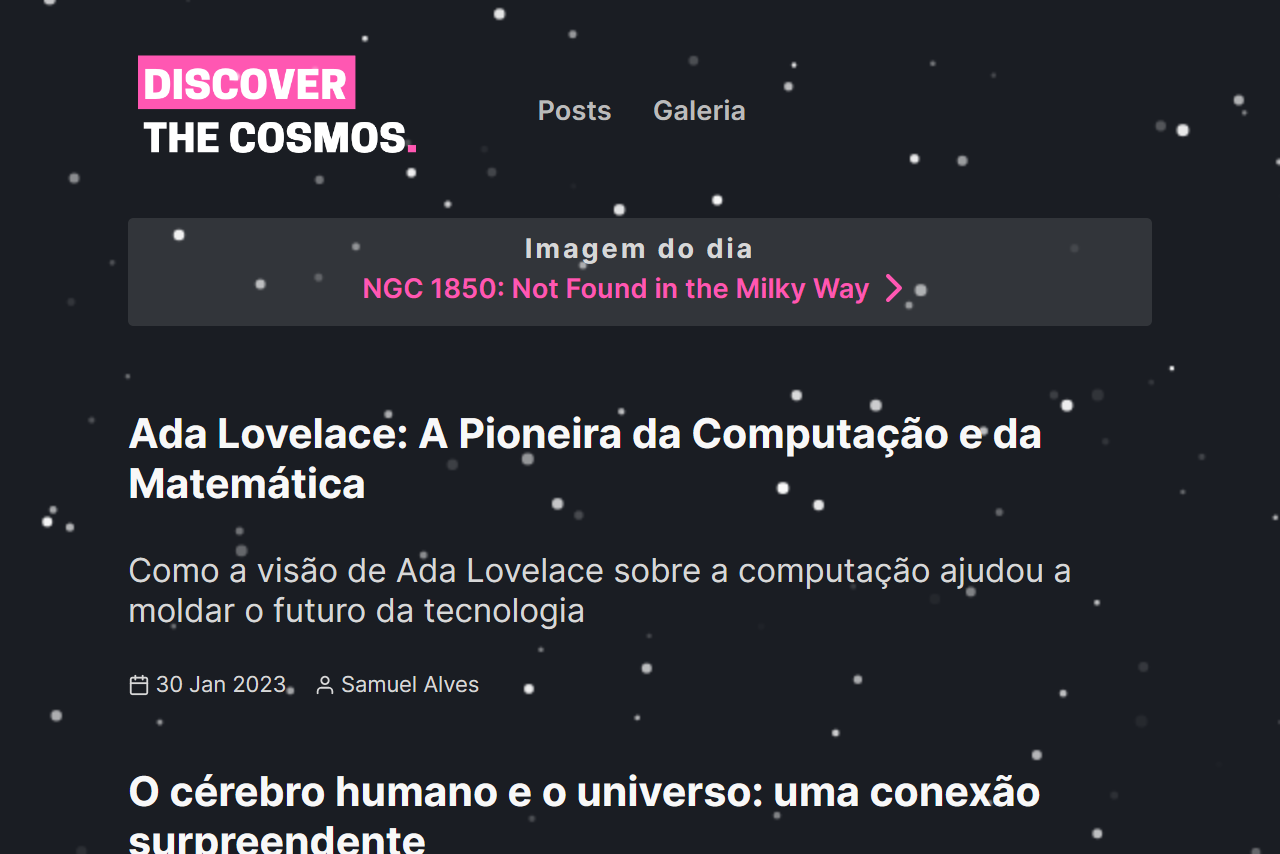 DISCOVER
THE COSMOS.
Posts Galeria
Imagem do dia
NGC 1850: Not Found in the Milky Way
Ada Lovelace: A Pioneira da Computação e da
Matemática
Como a visão de Ada Lovelace sobre a computação ajudou a
moldar o futuro da tecnologia
30 Jan 2023 Samuel Alves
O cérebro humano e o universo: uma conexão
surpreendente